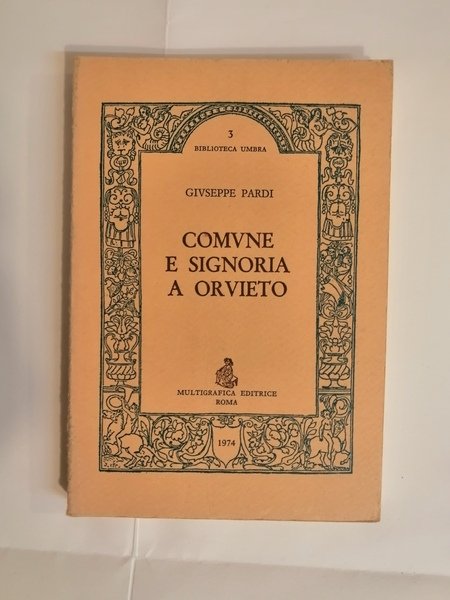 3
BIBLIOTECA UMBRA
GIVSEPPE PARDI
COMVNE
E SIGNORIA
A ORVIETO
MULTIGRAFICA EDITRICE
ROMA
1974